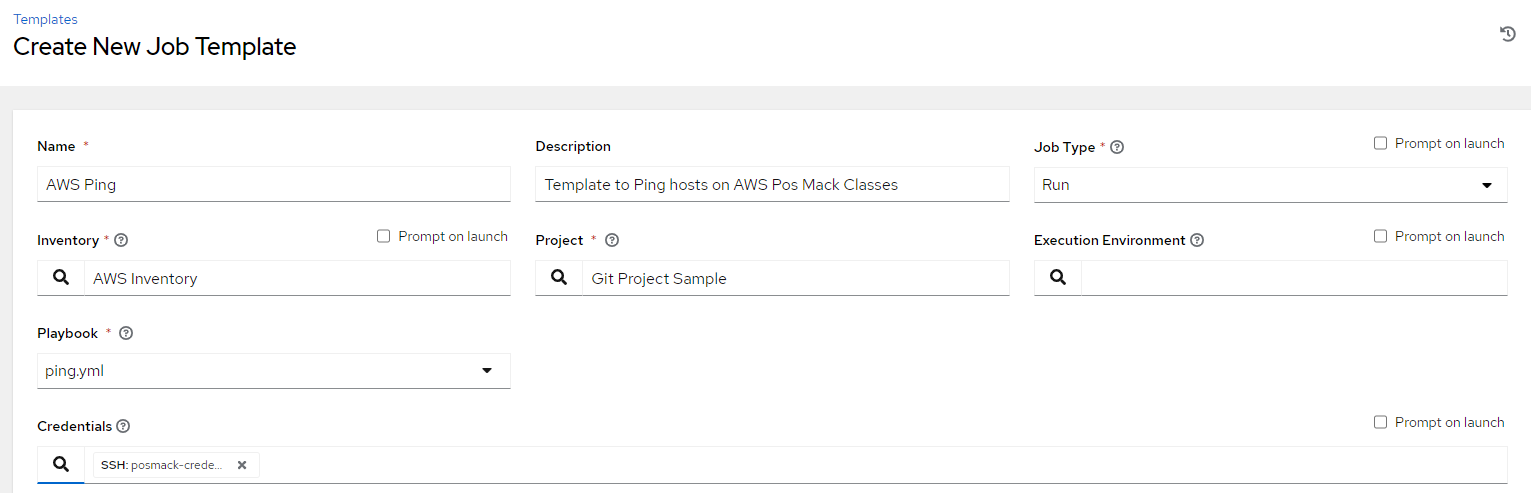 Templates
Create New Job Template
Name *
Description
Job Type *
Prompt on launch
AWS Ping
Template to Ping hosts on AWS Pos Mack Classes
Run
Inventory *
Prompt on launch
Project *
Execution Environment
Prompt on launch
AWS Inventory
Git Project Sample
Playbook *
ping.yml
Credentials
Prompt on launch
SSH: posmack-crede...